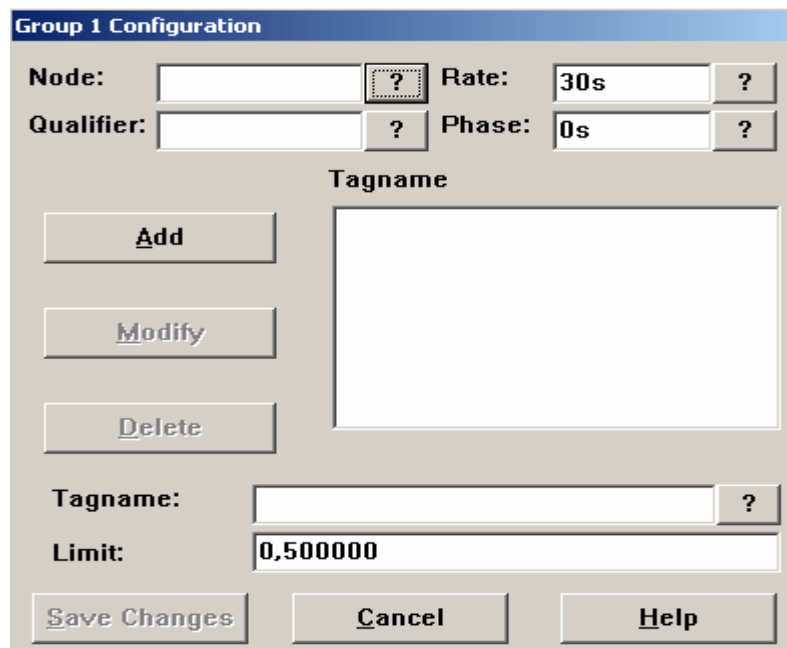 Group 1 Configuration
Node: ? Rate: 30s ?
Qualifier: ? Phase: 0s ?
Tagname
Add
Modify
Delete
Tagname: ?
Limit: 0,500000
Save Changes Cancel Help